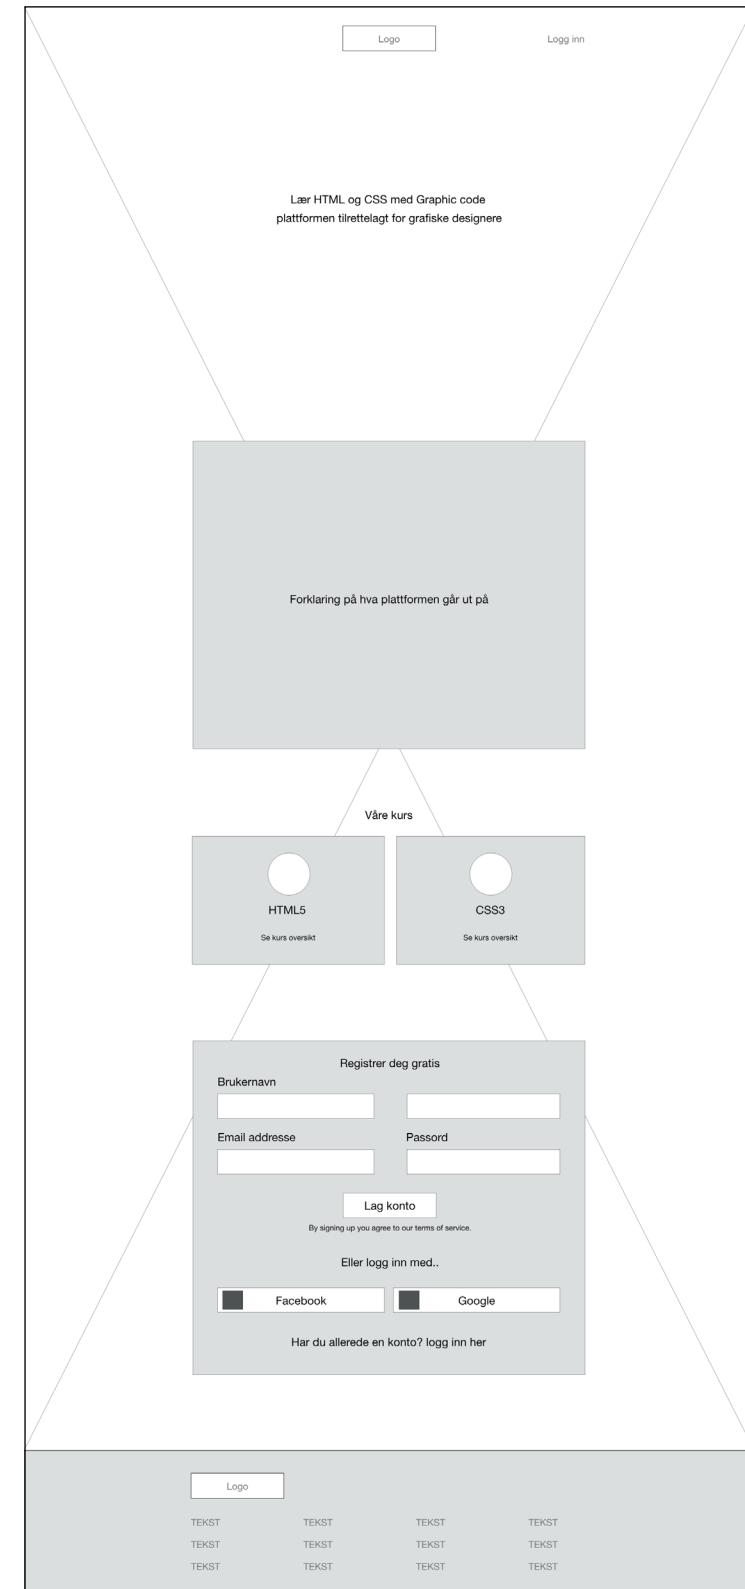 Logo
Logg inn
Lær HTML og CSS med Graphic code
plattformen tilrettelagt for grafiske designere
Forklaring på hva plattformen går ut på
Våre kurs
HTML5
Se kurs oversikt
CSS3
Se kurs oversikt
Registrer deg gratis
Brukernavn
Email addresse
Passord
Lag konto
By signing up you agree to our terms of service.
Eller logg inn med..
Facebook
Google
Har du allerede en konto? logg inn her
Logo
TEKST TEKST TEKST TEKST
TEKST TEKST TEKST TEKST
TEKST TEKST TEKST TEKST